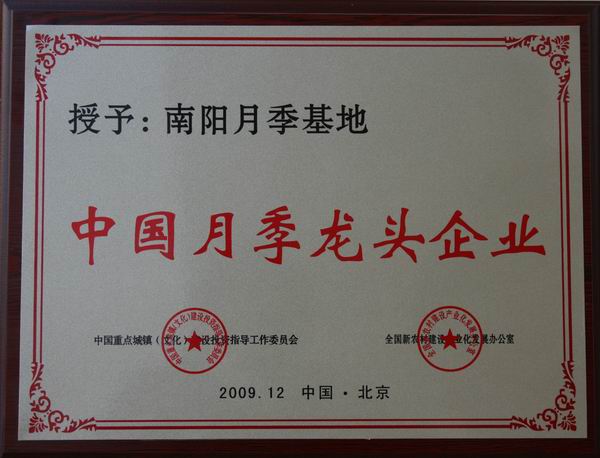 授予：南阳月季基地
中国月季龙头企业
中国重点城镇（文化）建设投资指导工作委员会
全国新农村建设产业化发展办公室
2009.12 中国·北京